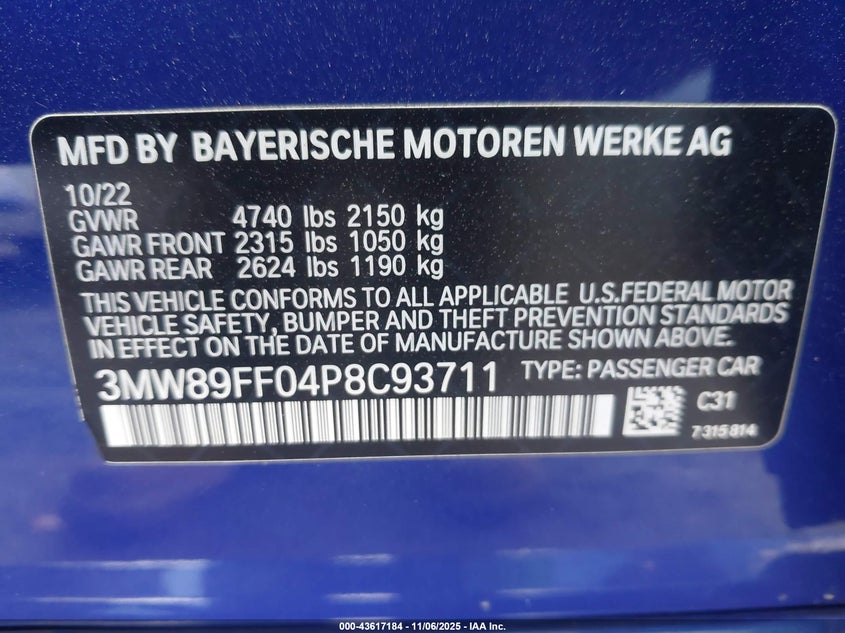 MFD BY BAYERISCHE MOTOREN WERKE AG
10/22
GVWR 4740 lbs 2150 kg
GAWR FRONT 2315 lbs 1050 kg
GAWR REAR 2624 lbs 1190 kg
THIS VEHICLE CONFORMS TO ALL APPLICABLE U.S.FEDERAL MOTOR
VEHICLE SAFETY, BUMPER AND THEFT PREVENTION STANDARDS
IN EFFECT ON THE DATE OF MANUFACTURE SHOWN ABOVE.
3MW89FF04P8C93711 TYPE: PASSENGER CAR
C31
7315814
000-43617184 - 11/06/2025 - IAA Inc.